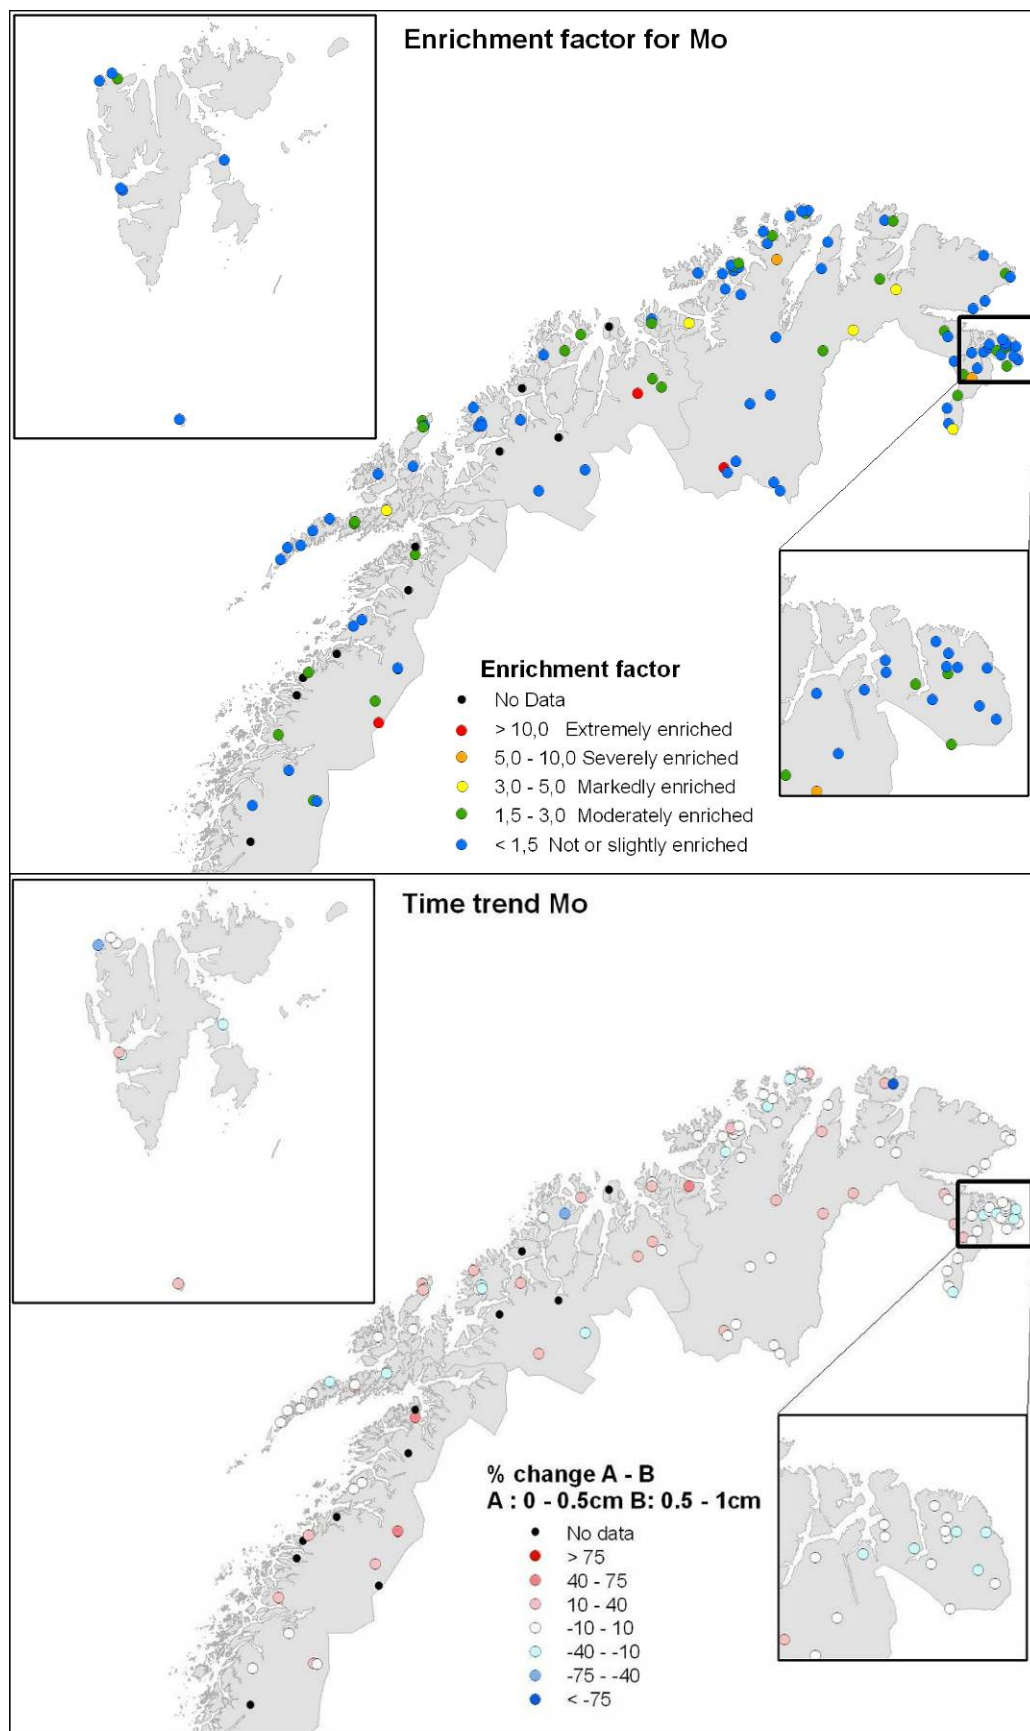 Enrichment factor for Mo
Enrichment factor
No Data
> 10,0 Extremely enriched
5,0 - 10,0 Severely enriched
3,0 - 5,0 Markedly enriched
1,5 - 3,0 Moderately enriched
< 1,5 Not or slightly enriched
Time trend Mo
% change A - B
A : 0 - 0.5cm B: 0.5 - 1cm
No data
> 75
40 - 75
10 - 40
-10 - 10
-40 - -10
-75 - -40
< -75